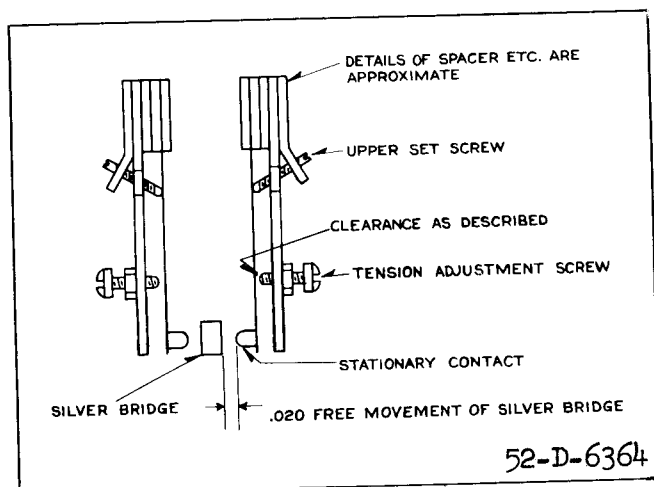 DETAILS OF SPACER ETC. ARE
APPROXIMATE
UPPER SET SCREW
CLEARANCE AS DESCRIBED
TENSION ADJUSTMENT SCREW
STATIONARY CONTACT
SILVER BRIDGE
.020 FREE MOVEMENT OF SILVER BRIDGE
52-D-6364